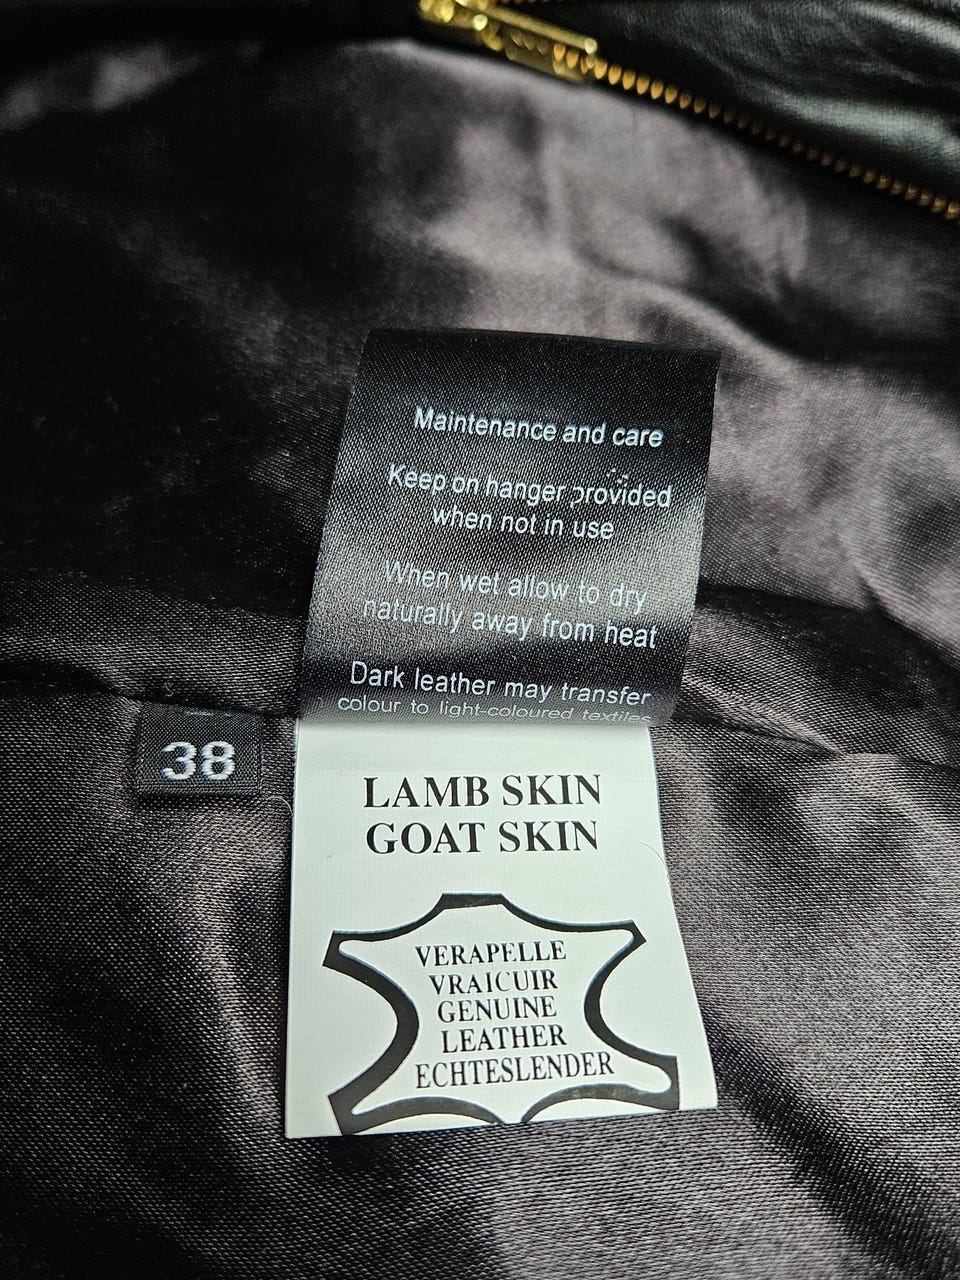 Maintenance and care
Keep on hanger provided
when not in use
When wet allow to dry
naturally away from heat
Dark leather may transfer
colour to light-coloured textiles
38
LAMB SKIN
GOAT SKIN
VERAPELLE
VRAICUIR
GENUINE
LEATHER
ECHTESLENDER